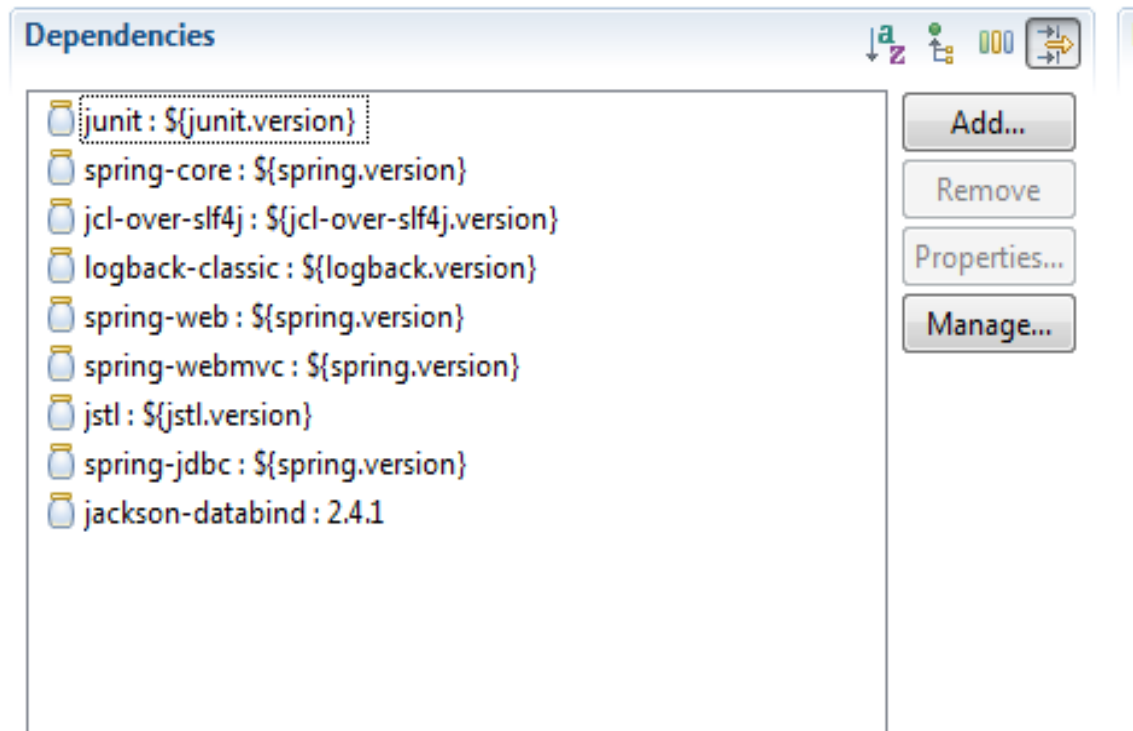 Dependencies
junit : ${junit.version}
spring-core : ${spring.version}
jcl-over-slf4j : ${jcl-over-slf4j.version}
logback-classic : ${logback.version}
spring-web : ${spring.version}
spring-webmvc : ${spring.version}
jstl : ${jstl.version}
spring-jdbc : ${spring.version}
jackson-databind : 2.4.1
Add...
Remove
Properties...
Manage...